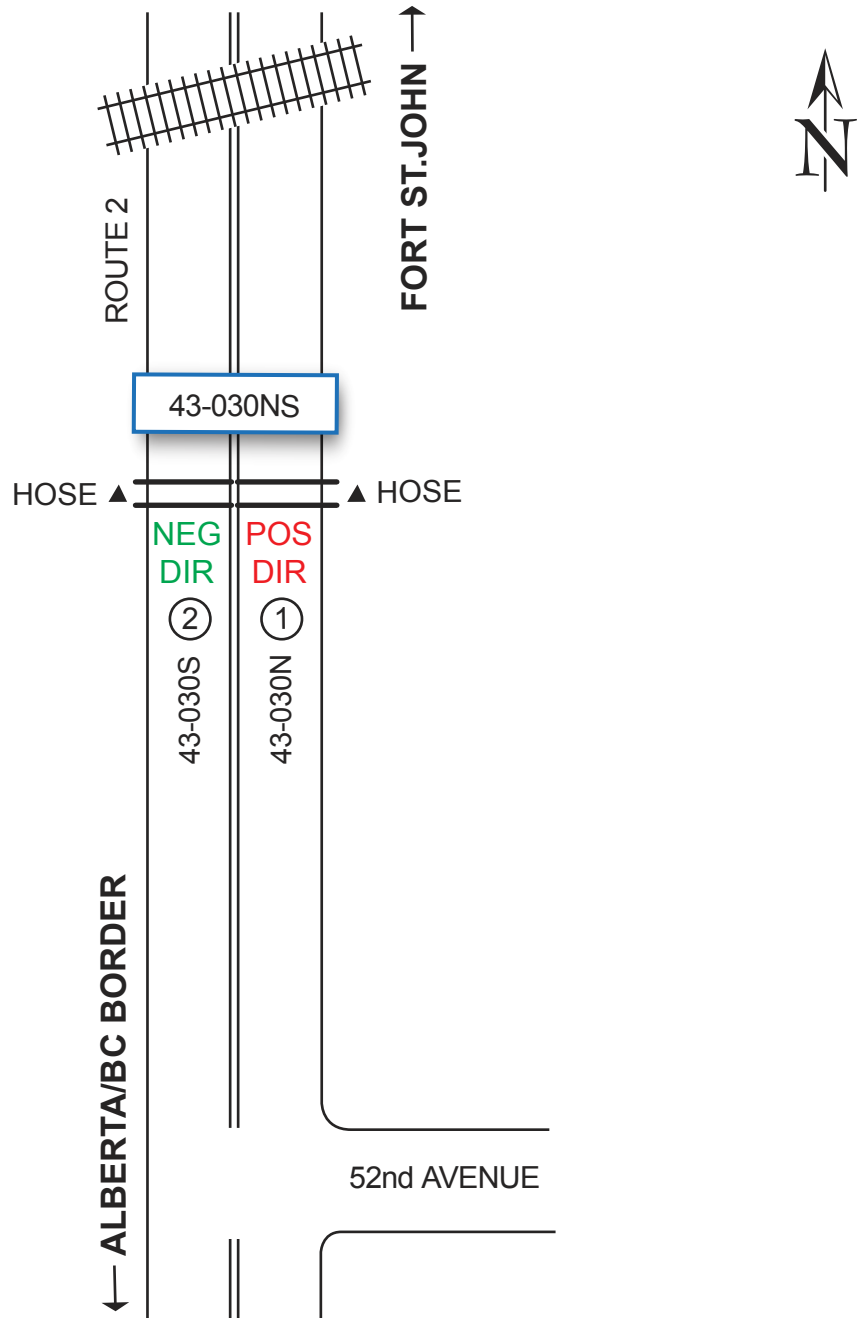 FORT ST.JOHN
N
ROUTE 2
43-030NS
HOSE
HOSE
NEG
DIR
2
43-030S
POS
DIR
1
43-030N
ALBERTA/BC BORDER
52nd AVENUE